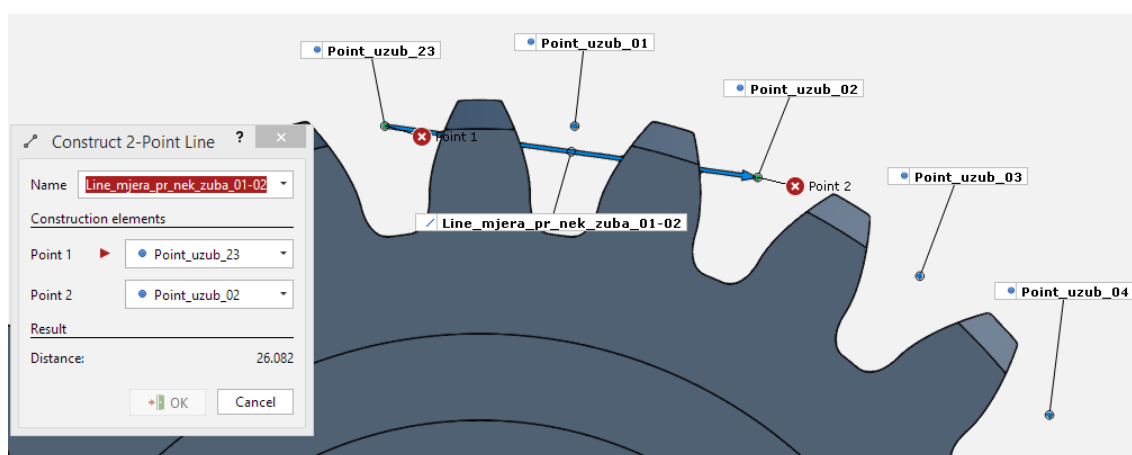 Point_uzub_23
Point_uzub_01
Point_uzub_02
Point 1
Point_uzub_03
Point 2
Line_mjera_pr_nek_zuba_01-02
Point_uzub_04
Construct 2-Point Line ?
Name Line_mjera_pr_nek_zuba_01-02
Construction elements
Point 1 Point_uzub_23
Point 2 Point_uzub_02
Result
Distance: 26.082
OK Cancel